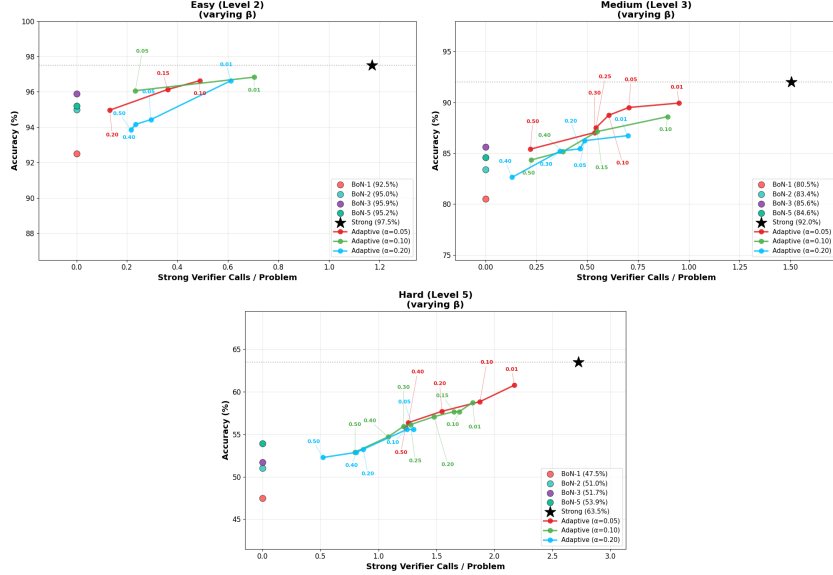 Easy (Level 2)
(varying β)
Accuracy (%)
100
98
96
94
92
90
88
0.05
0.15
0.01
0.05
0.10
0.01
0.50
0.20
0.40
BoN-1 (92.5%)
BoN-2 (95.0%)
BoN-3 (95.9%)
BoN-5 (95.2%)
Strong (97.5%)
Adaptive (α=0.05)
Adaptive (α=0.10)
Adaptive (α=0.20)
0.0 0.2 0.4 0.6 0.8 1.0 1.2
Strong Verifier Calls / Problem
Medium (Level 3)
(varying β)
Accuracy (%)
95
90
85
80
75
0.25
0.05
0.01
0.30
0.50
0.20
0.01
0.40
0.10
0.40
0.30
0.50
0.05
0.15
0.10
BoN-1 (80.5%)
BoN-2 (83.4%)
BoN-3 (85.6%)
BoN-5 (84.6%)
Strong (92.0%)
Adaptive (α=0.05)
Adaptive (α=0.10)
Adaptive (α=0.20)
0.00 0.25 0.50 0.75 1.00 1.25 1.50
Strong Verifier Calls / Problem
Hard (Level 5)
(varying β)
Accuracy (%)
65
60
55
50
45
0.40
0.10
0.01
0.30
0.20
0.05
0.15
0.50
0.40
0.50
0.10
0.10
0.01
0.50
0.40
0.20
0.25
0.20
BoN-1 (47.5%)
BoN-2 (51.0%)
BoN-3 (51.7%)
BoN-5 (53.9%)
Strong (63.5%)
Adaptive (α=0.05)
Adaptive (α=0.10)
Adaptive (α=0.20)
0.0 0.5 1.0 1.5 2.0 2.5 3.0
Strong Verifier Calls / Problem